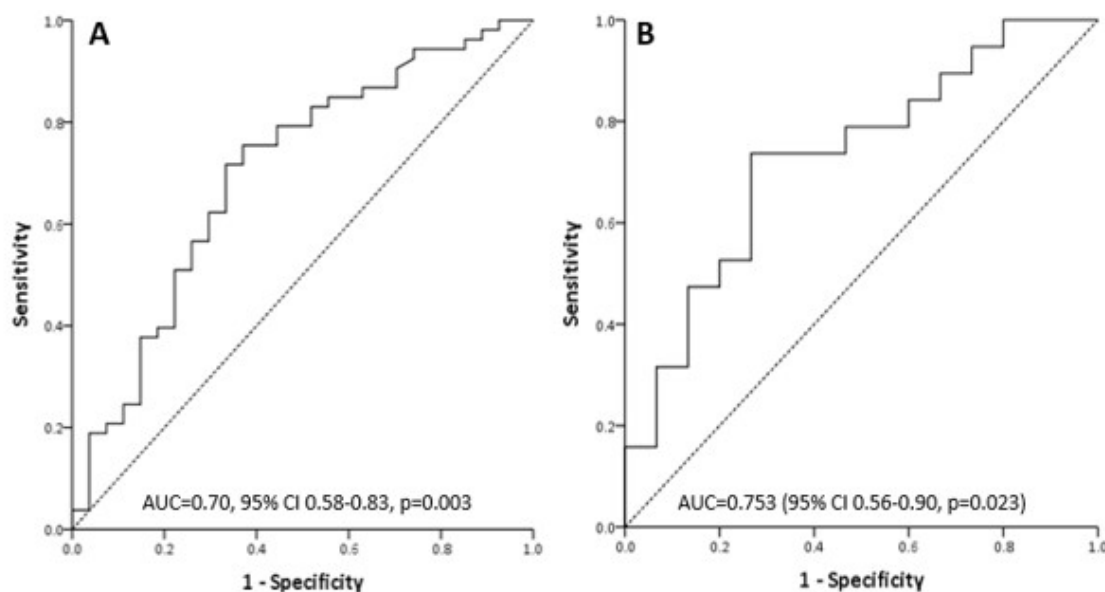 A
1.0
0.8
0.6
0.4
0.2
0.0
Sensitivity
AUC=0.70, 95% CI 0.58-0.83, p=0.003
0.0 0.2 0.4 0.6 0.8 1.0
1 - Specificity
B
1.0
0.8
0.6
0.4
0.2
0.0
Sensitivity
AUC=0.753 (95% CI 0.56-0.90, p=0.023)
0.0 0.2 0.4 0.6 0.8 1.0
1 - Specificity